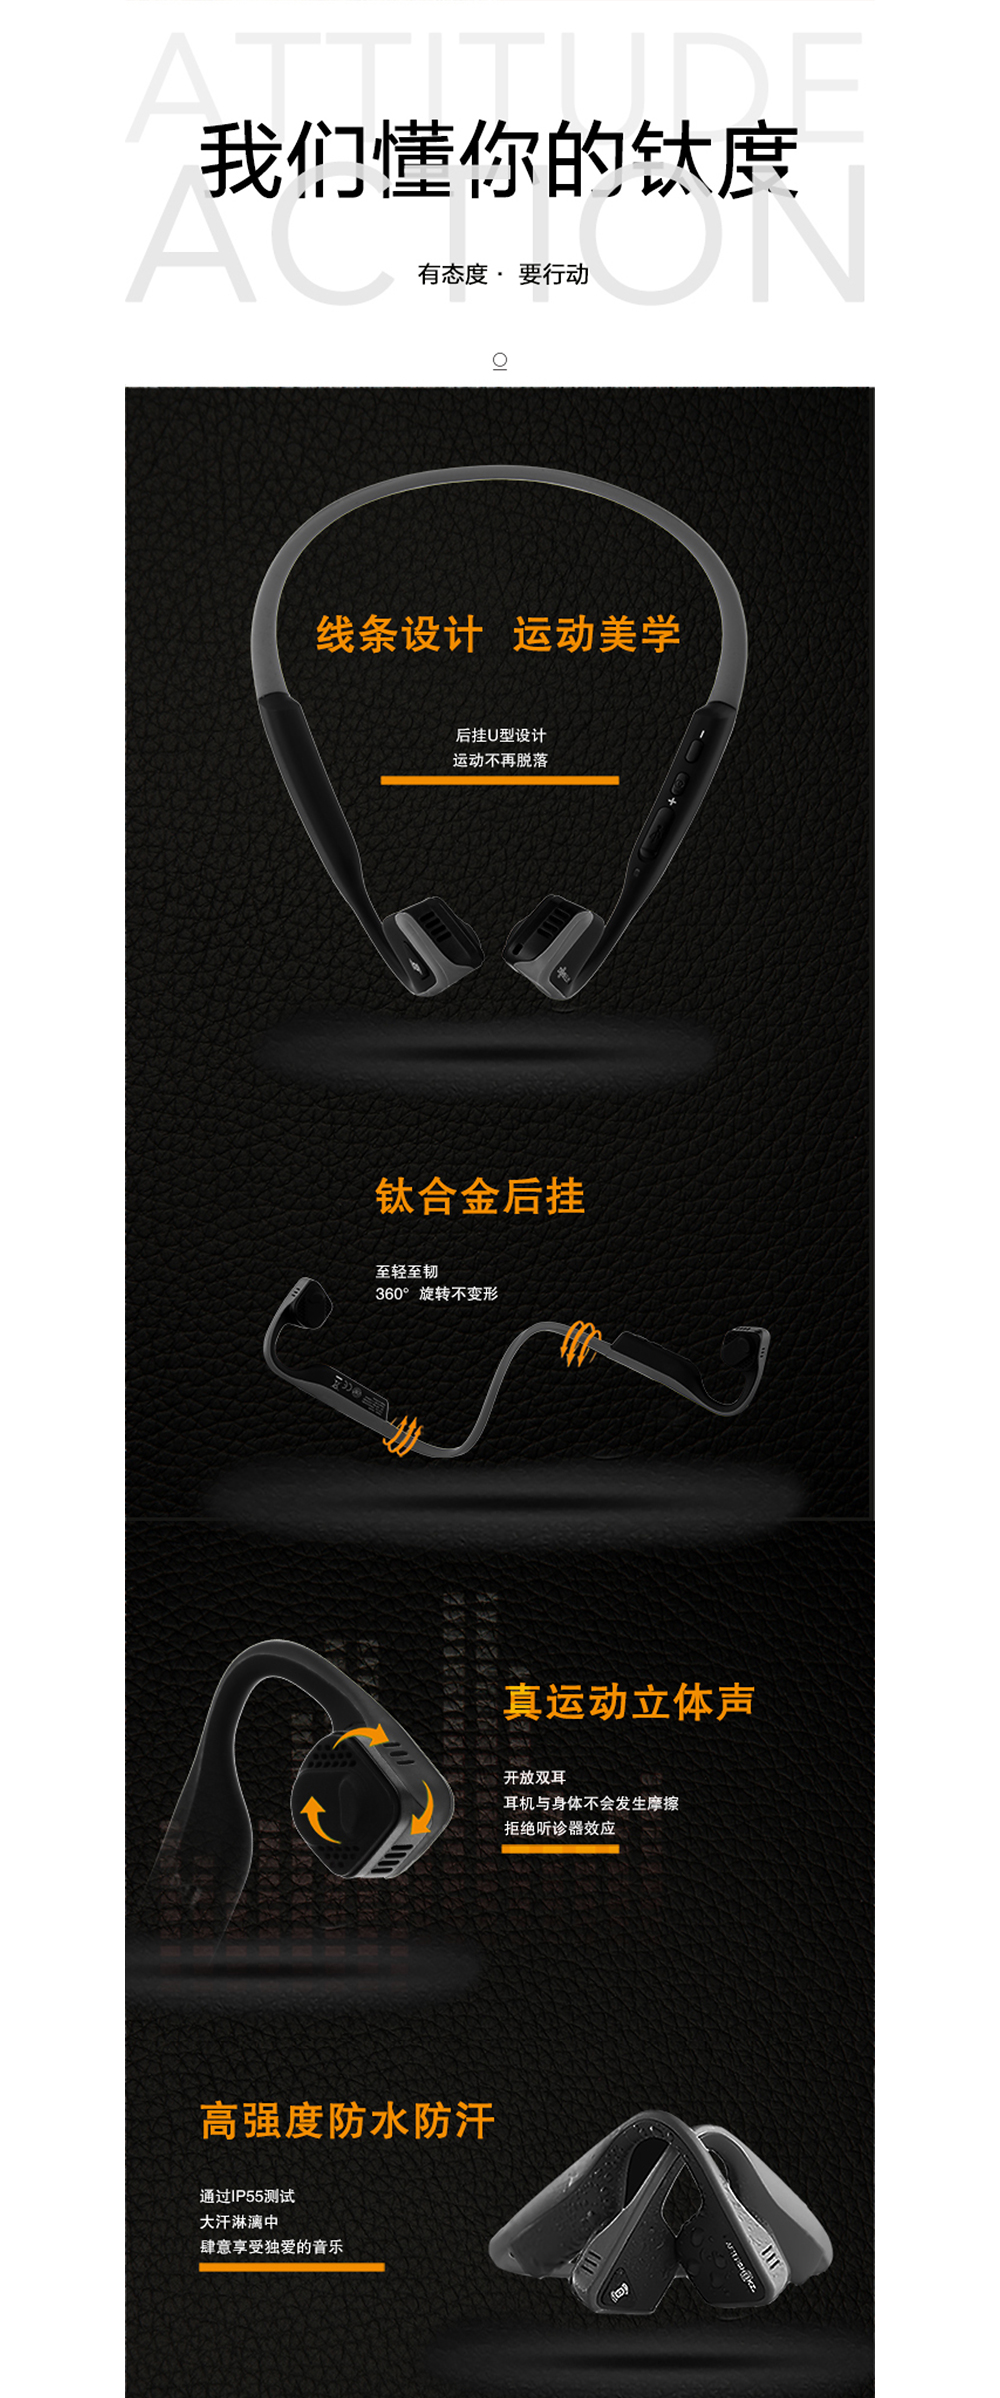 ATTITUDE
我们懂你的钛度
ACTION
有态度 · 要行动
线条设计 运动美学
后挂U型设计
运动不再脱落
钛合金后挂
至轻至韧
360° 旋转不变形
真运动立体声
开放双耳
耳机与身体不会发生摩擦
拒绝听诊器效应
高强度防水防汗
通过IP55测试
大汗淋漓中
肆意享受独爱的音乐